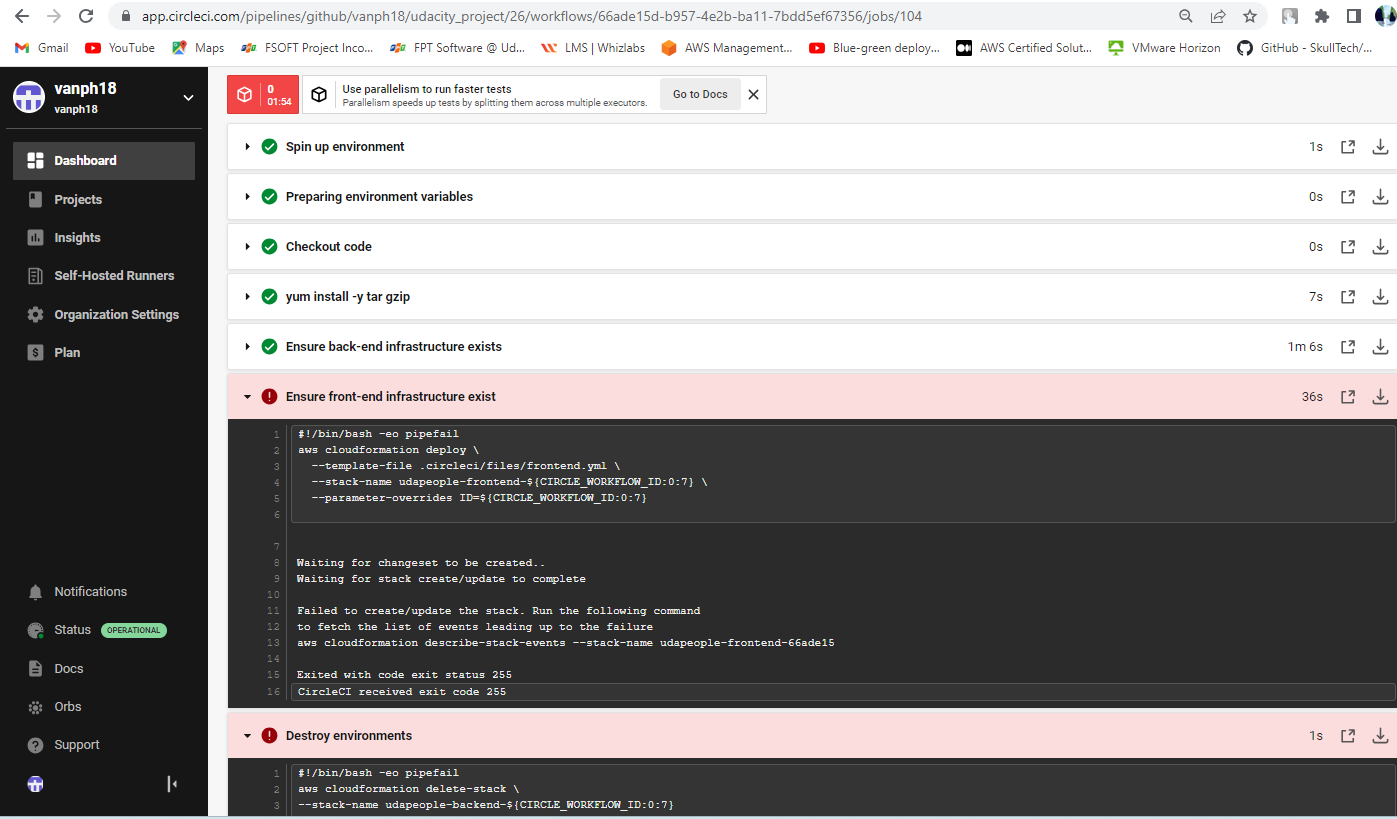 app.circleci.com/pipelines/github/vanph18/udacity_project/26/workflows/66ade15d-b957-4e2b-ba11-7bdd5ef67356/jobs/104
Gmail YouTube Maps FSOFT Project Inco... FPT Software @ Ud... LMS | Whizlabs AWS Management... Blue-green deploy... AWS Certified Solut... VMware Horizon GitHub - SkullTech/...
vanph18
vanph18
Dashboard
Projects
Insights
Self-Hosted Runners
Organization Settings
Plan
Notifications
Status OPERATIONAL
Docs
Orbs
Support
0
01:54
Use parallelism to run faster tests
Parallelism speeds up tests by splitting them across multiple executors.
Go to Docs
Spin up environment 1s
Preparing environment variables 0s
Checkout code 0s
yum install -y tar gzip 7s
Ensure back-end infrastructure exists 1m 6s
Ensure front-end infrastructure exist 36s
1 #!/bin/bash -eo pipefail
2 aws cloudformation deploy \
3 --template-file .circleci/files/frontend.yml \
4 --stack-name udapeople-frontend-${CIRCLE_WORKFLOW_ID:0:7} \
5 --parameter-overrides ID=${CIRCLE_WORKFLOW_ID:0:7}
6
7
8 Waiting for changeset to be created..
9 Waiting for stack create/update to complete
10
11 Failed to create/update the stack. Run the following command
12 to fetch the list of events leading up to the failure
13 aws cloudformation describe-stack-events --stack-name udapeople-frontend-66ade15
14
15 Exited with code exit status 255
16 CircleCI received exit code 255
Destroy environments 1s
1 #!/bin/bash -eo pipefail
2 aws cloudformation delete-stack \
3 --stack-name udapeople-backend-${CIRCLE_WORKFLOW_ID:0:7}